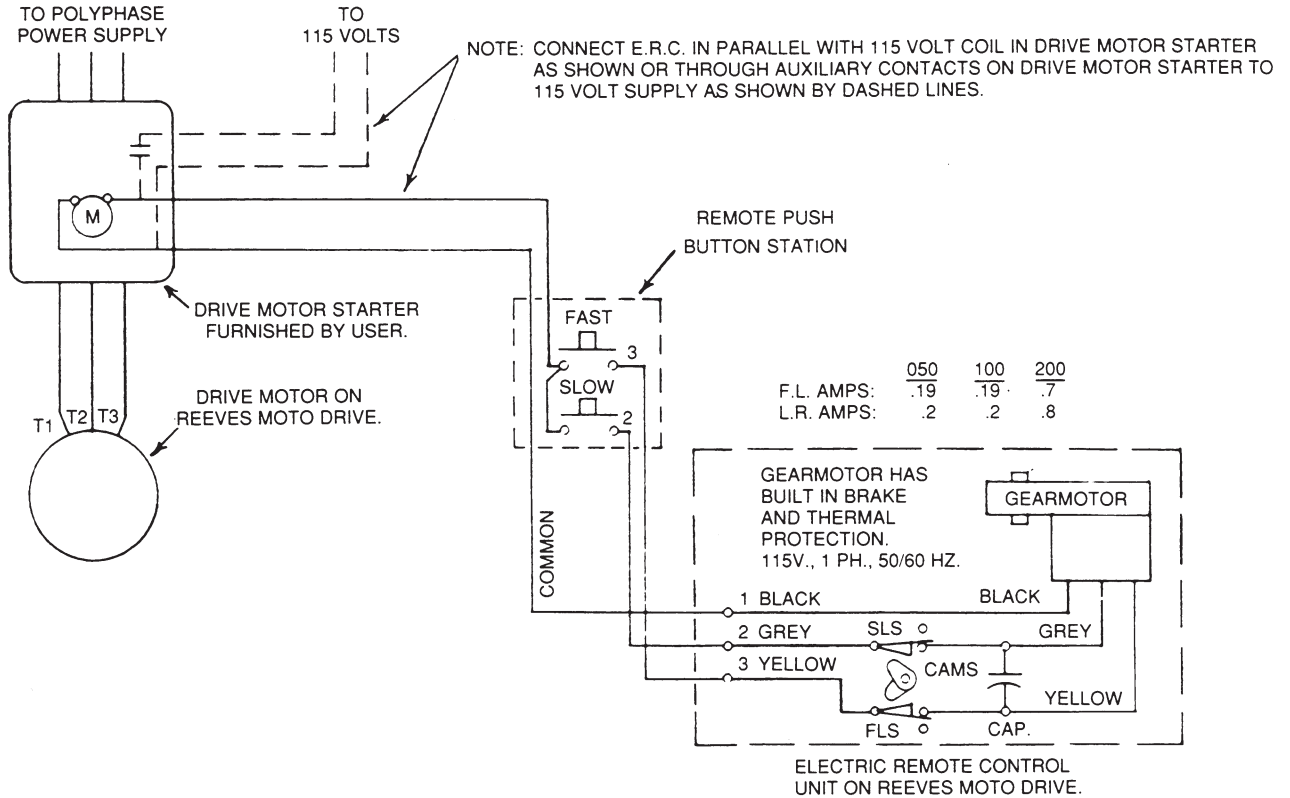 TO POLYPHASE
POWER SUPPLY
TO
115 VOLTS
NOTE: CONNECT E.R.C. IN PARALLEL WITH 115 VOLT COIL IN DRIVE MOTOR STARTER
AS SHOWN OR THROUGH AUXILIARY CONTACTS ON DRIVE MOTOR STARTER TO
115 VOLT SUPPLY AS SHOWN BY DASHED LINES.
M
REMOTE PUSH
BUTTON STATION
DRIVE MOTOR STARTER
FURNISHED BY USER.
FAST
3
SLOW
2
DRIVE MOTOR ON
REEVES MOTO DRIVE.
T1 T2 T3
050 100 200
F.L. AMPS: .19 .19 .7
L.R. AMPS: .2 .2 .8
GEARMOTOR HAS
BUILT IN BRAKE
AND THERMAL
PROTECTION.
115V., 1 PH., 50/60 HZ.
GEARMOTOR
COMMON
1 BLACK
BLACK
2 GREY
SLS
GREY
3 YELLOW
CAMS
YELLOW
FLS
CAP.
ELECTRIC REMOTE CONTROL
UNIT ON REEVES MOTO DRIVE.